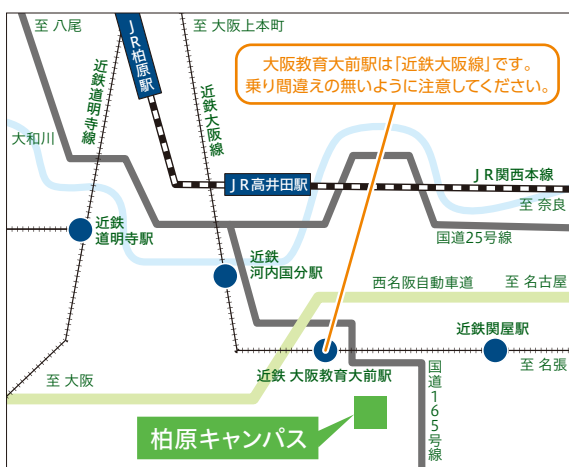 至 八尾
至 大阪上本町
JR柏原駅
近鉄道明寺線
近鉄大阪線
大阪教育大前駅は「近鉄大阪線」です。
乗り間違えの無いように注意してください。
大和川
JR高井田駅
JR関西本線
至 奈良
国道25号線
近鉄
道明寺駅
近鉄
河内国分駅
西名阪自動車道
至 名古屋
近鉄関屋駅
至 大阪
近鉄 大阪教育大前駅
至 名張
国道165号線
柏原キャンパス